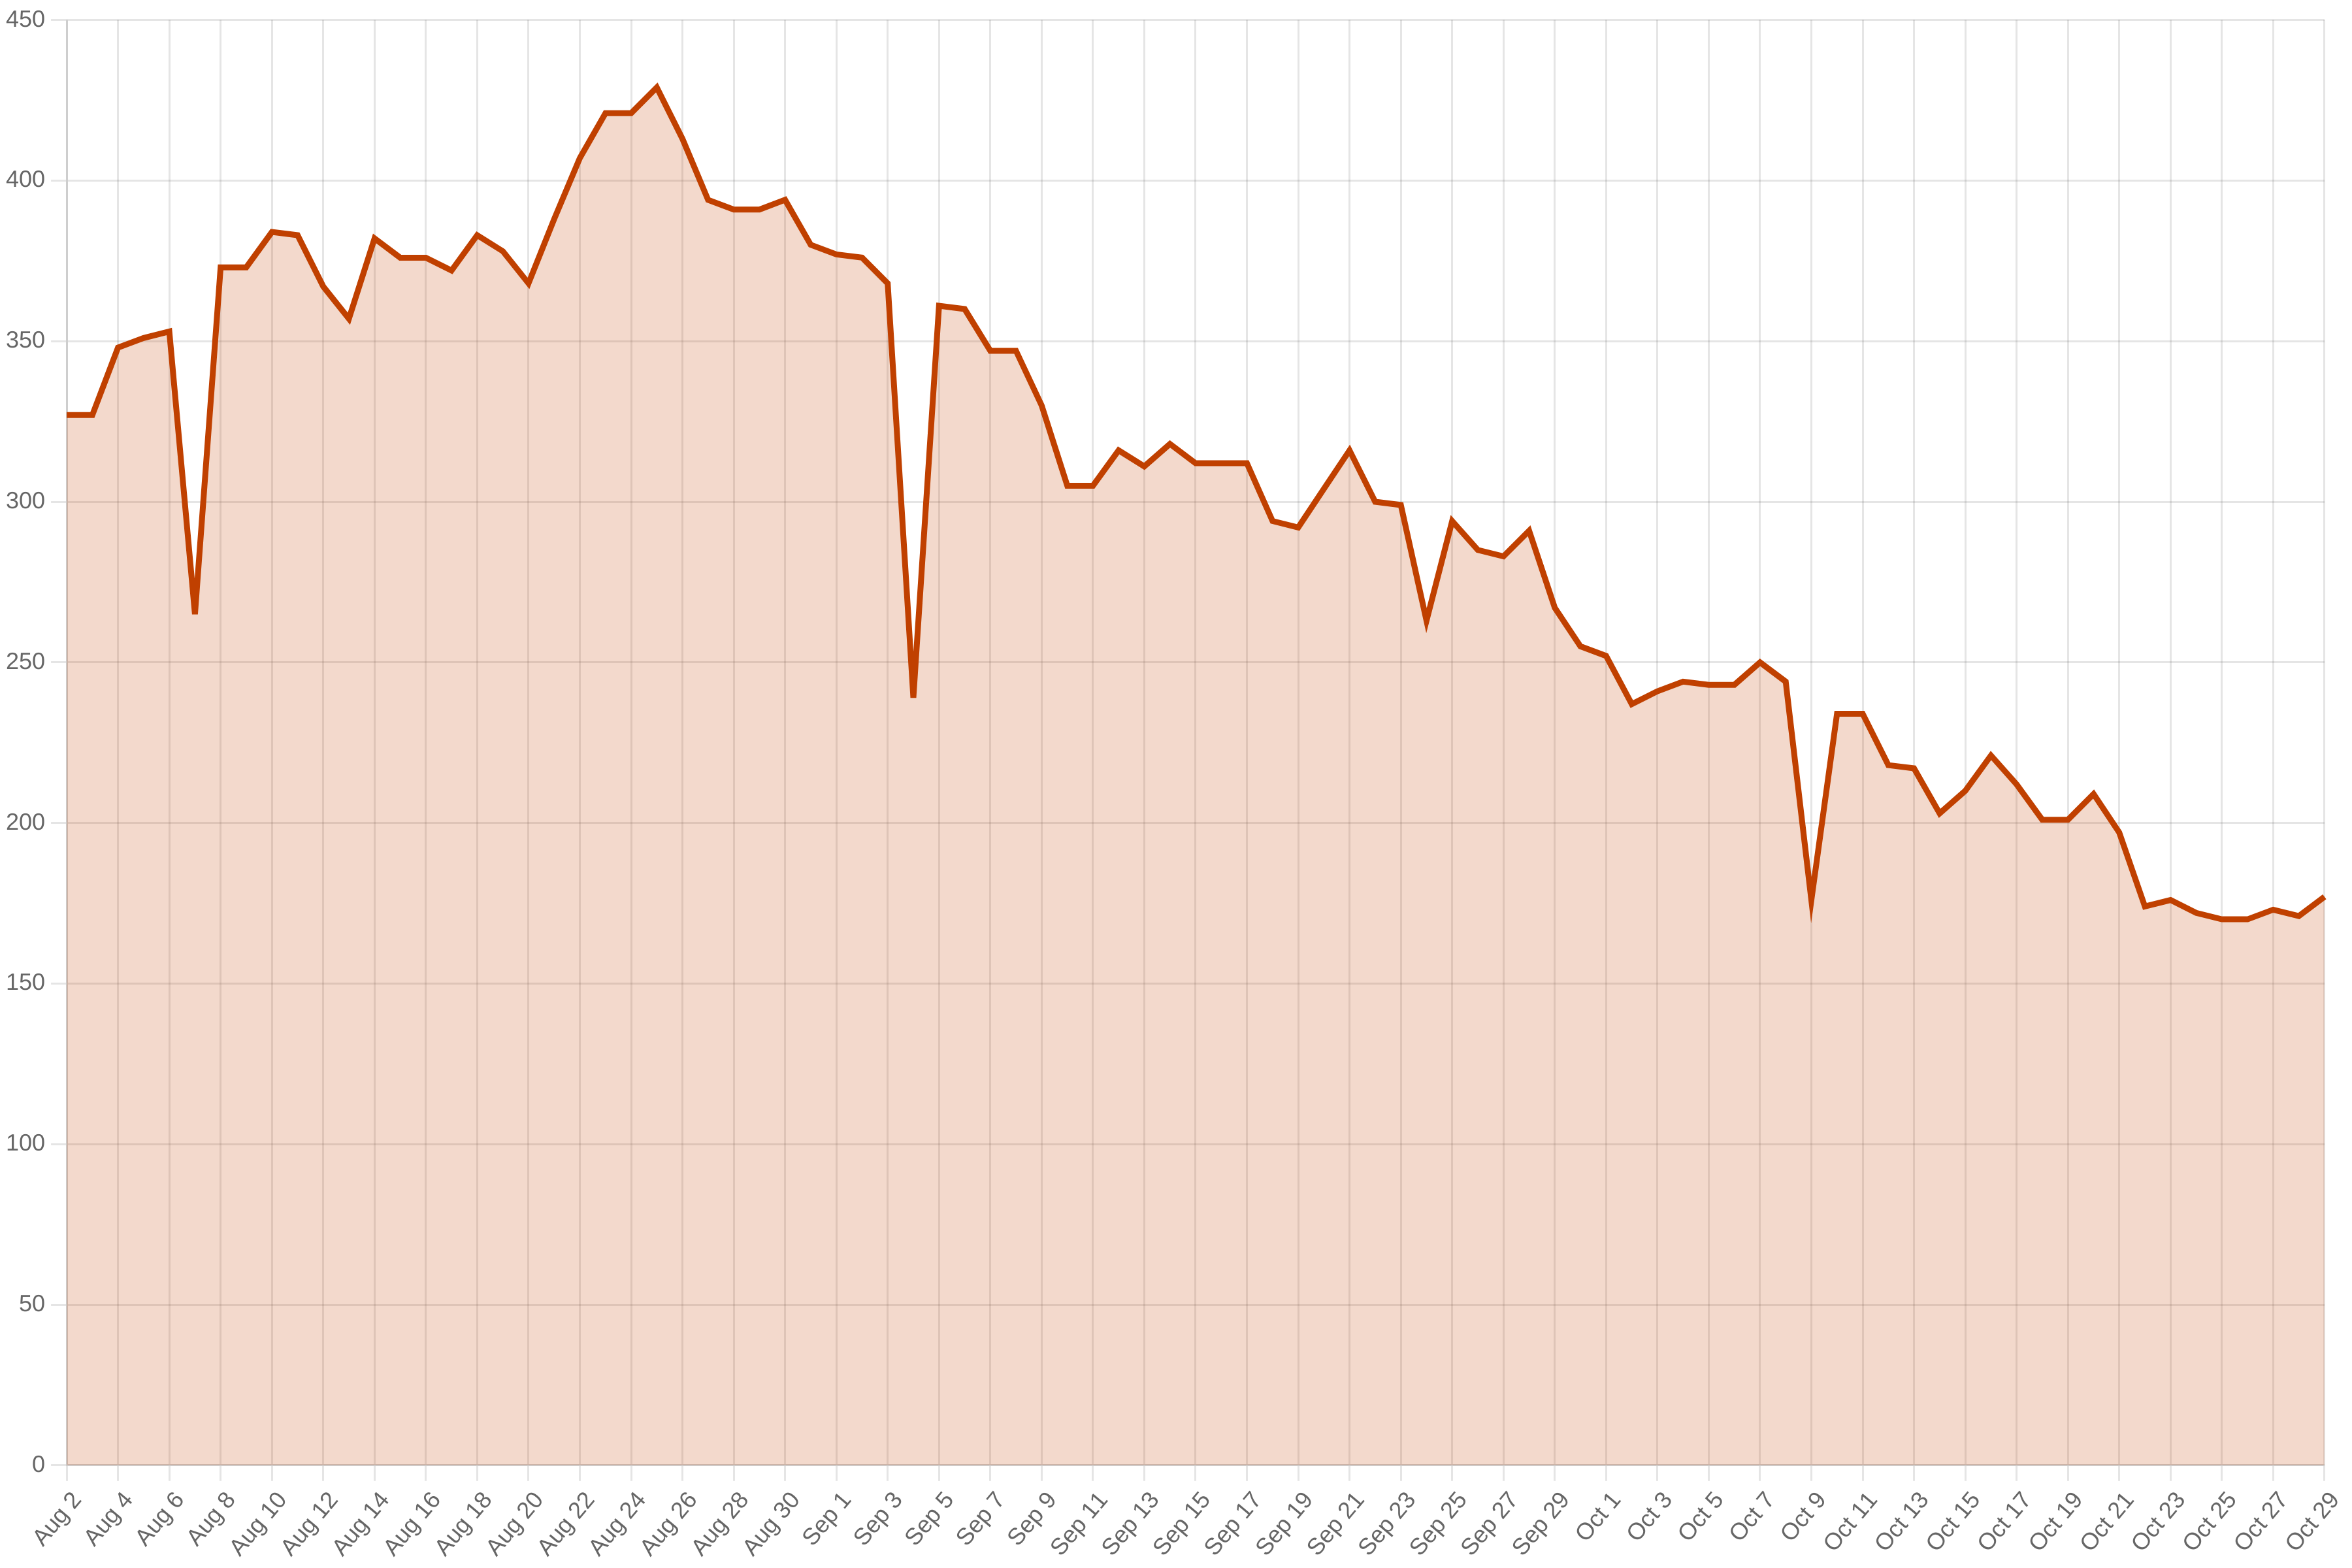 450
400
350
300
250
200
150
100
50
0
Aug 2
Aug 4
Aug 6
Aug 8
Aug 10
Aug 12
Aug 14
Aug 16
Aug 18
Aug 20
Aug 22
Aug 24
Aug 26
Aug 28
Aug 30
Sep 1
Sep 3
Sep 5
Sep 7
Sep 9
Sep 11
Sep 13
Sep 15
Sep 17
Sep 19
Sep 21
Sep 23
Sep 25
Sep 27
Sep 29
Oct 1
Oct 3
Oct 5
Oct 7
Oct 9
Oct 11
Oct 13
Oct 15
Oct 17
Oct 19
Oct 21
Oct 23
Oct 25
Oct 27
Oct 29